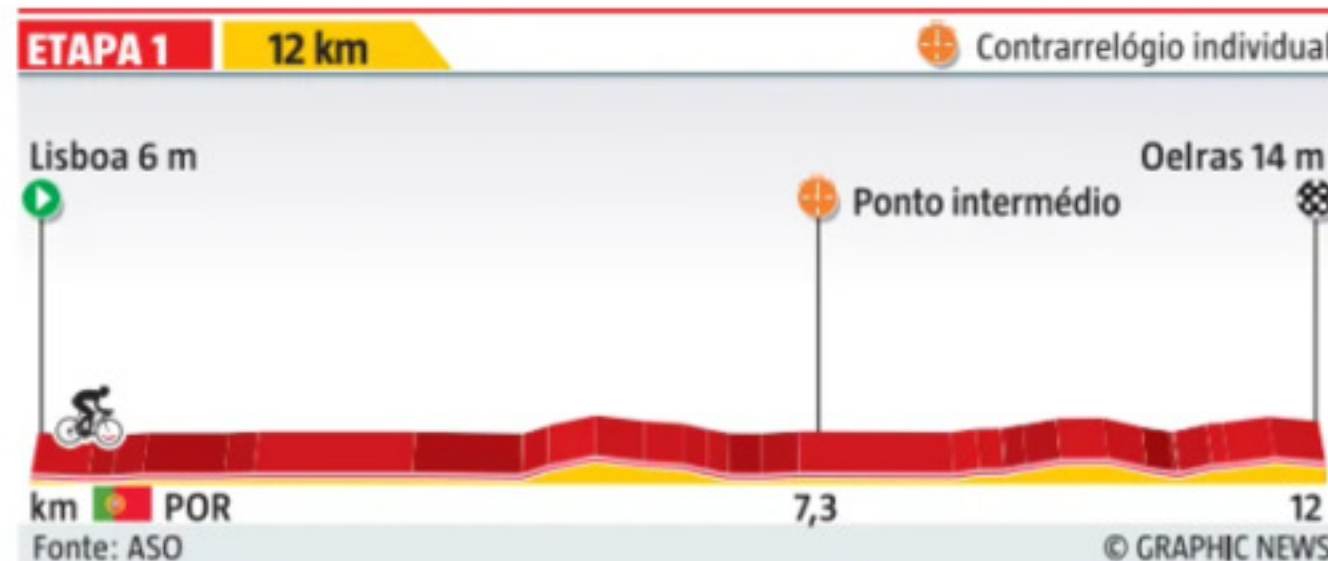 ETAPA 1 12 km Contrarrelógio individual
Lisboa 6 m Oelras 14 m
Ponto intermédio
km POR 7,3 12
Fonte: ASO © GRAPHIC NEWS